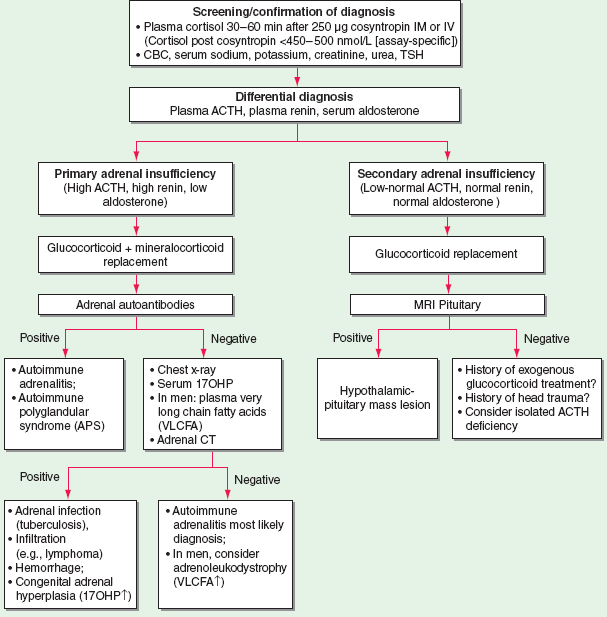 Screening/confirmation of diagnosis
• Plasma cortisol 30–60 min after 250 μg cosyntropin IM or IV
(Cortisol post cosyntropin <450–500 nmol/L [assay-specific])
• CBC, serum sodium, potassium, creatinine, urea, TSH
Differential diagnosis
Plasma ACTH, plasma renin, serum aldosterone
Primary adrenal insufficiency
(High ACTH, high renin, low
aldosterone)
Secondary adrenal insufficiency
(Low-normal ACTH, normal renin,
normal aldosterone )
Glucocorticoid + mineralocorticoid
replacement
Glucocorticoid replacement
Adrenal autoantibodies
MRI Pituitary
Positive
Negative
Positive
Negative
• Autoimmune
adrenalitis;
• Autoimmune
polyglandular
syndrome (APS)
• Chest x-ray
• Serum 17OHP
• In men: plasma very
long chain fatty acids
(VLCFA)
• Adrenal CT
Hypothalamic-
pituitary mass lesion
• History of exogenous
glucocorticoid treatment?
• History of head trauma?
• Consider isolated ACTH
deficiency
Positive
Negative
• Adrenal infection
(tuberculosis),
• Infiltration
(e.g., lymphoma)
• Hemorrhage;
• Congenital adrenal
hyperplasia (17OHP↑)
• Autoimmune
adrenalitis most likely
diagnosis;
• In men, consider
adrenoleukodystrophy
(VLCFA↑)